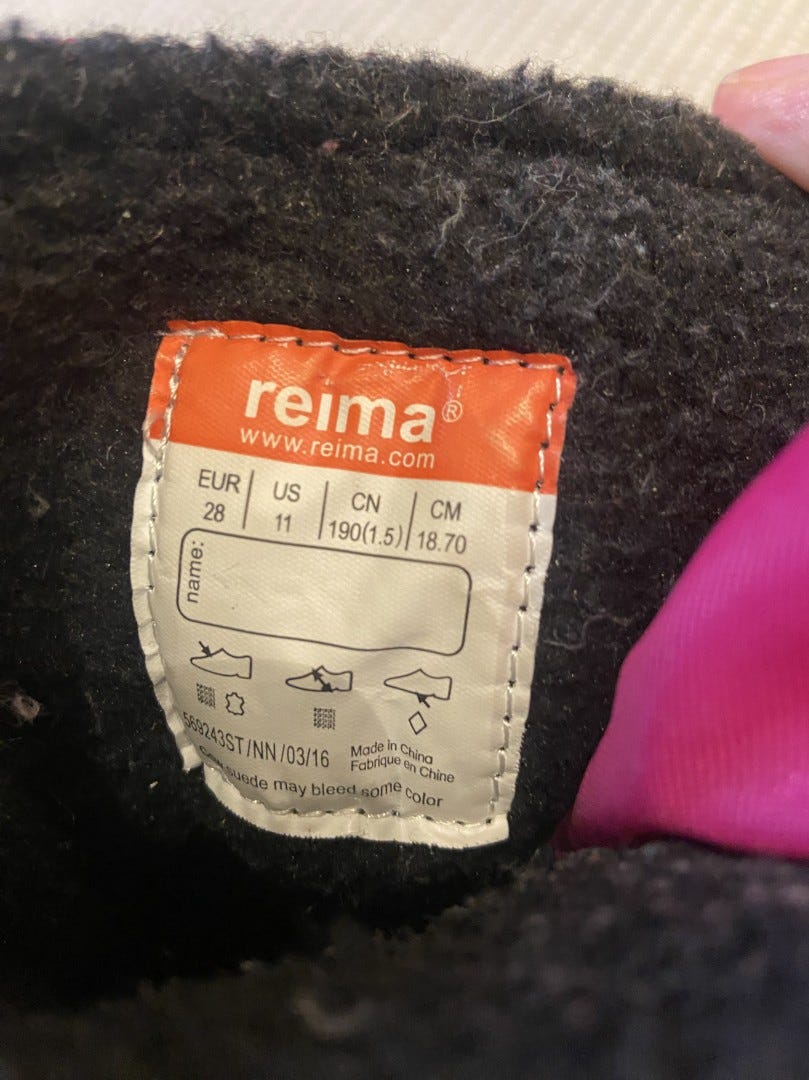 reima®
www.reima.com
EUR US CN CM
28 11 190(1.5) 18.70
name:
569243ST/NN/03/16
Made in China
Fabrique en Chine
suede may bleed some color